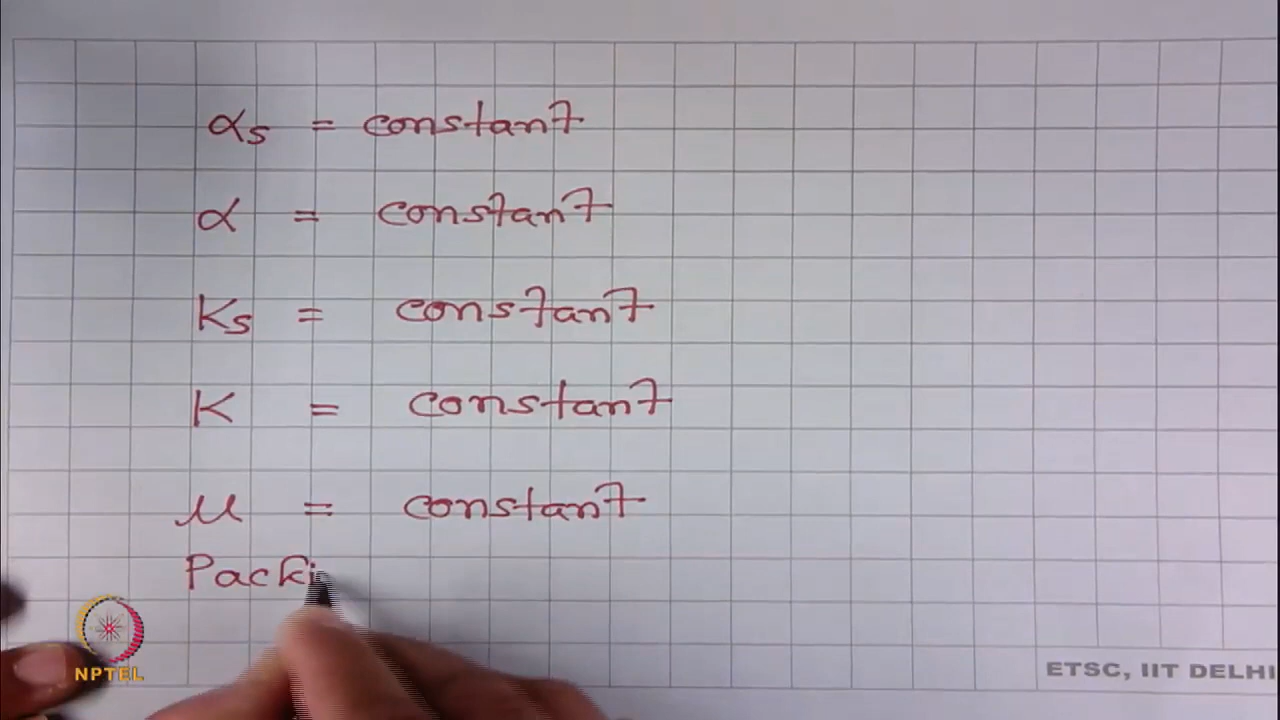 αs = constant
α = constant
Ks = constant
K = constant
μ = constant
Packi
NPTEL
ETSC, IIT DELHI